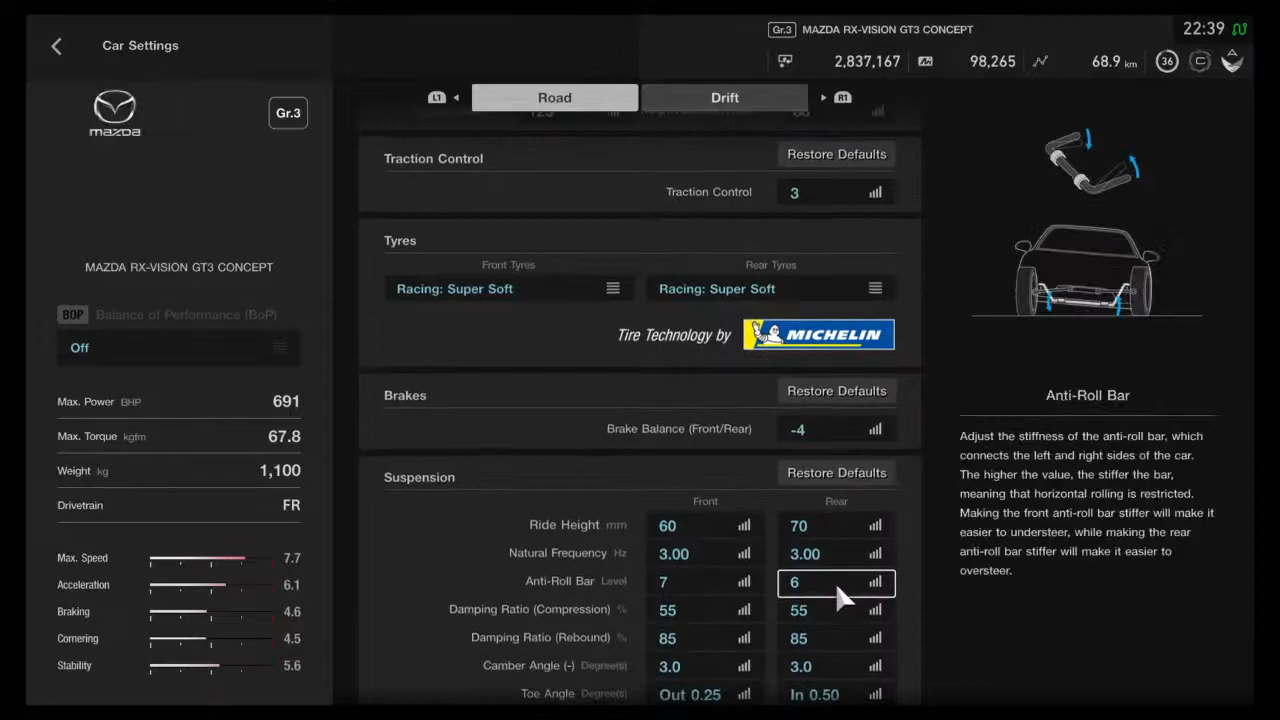 Car Settings
Gr.3 MAZDA RX-VISION GT3 CONCEPT
22:39
2,837,167 98,265 68.9 km 36 C
L1 Road Drift R1
mazda
Gr.3
MAZDA RX-VISION GT3 CONCEPT
BOP Balance of Performance (BoP)
Off
Max. Power BHP 691
Max. Torque kgfm 67.8
Weight kg 1,100
Drivetrain FR
Max. Speed 7.7
Acceleration 6.1
Braking 4.6
Cornering 4.5
Stability 5.6
Traction Control Restore Defaults
Traction Control 3
Tyres
Front Tyres Rear Tyres
Racing: Super Soft Racing: Super Soft
Tire Technology by MICHELIN
Brakes Restore Defaults
Brake Balance (Front/Rear) -4
Suspension Restore Defaults
Front Rear
Ride Height mm 60 70
Natural Frequency Hz 3.00 3.00
Anti-Roll Bar Level 7 6
Damping Ratio (Compression) % 55 55
Damping Ratio (Rebound) % 85 85
Camber Angle (-) Degree(s) 3.0 3.0
Toe Angle Degree(s) Out 0.25 In 0.50
Anti-Roll Bar
Adjust the stiffness of the anti-roll bar, which
connects the left and right sides of the car.
The higher the value, the stiffer the bar,
meaning that horizontal rolling is restricted.
Making the front anti-roll bar stiffer will make it
easier to understeer, while making the rear
anti-roll bar stiffer will make it easier to
oversteer.